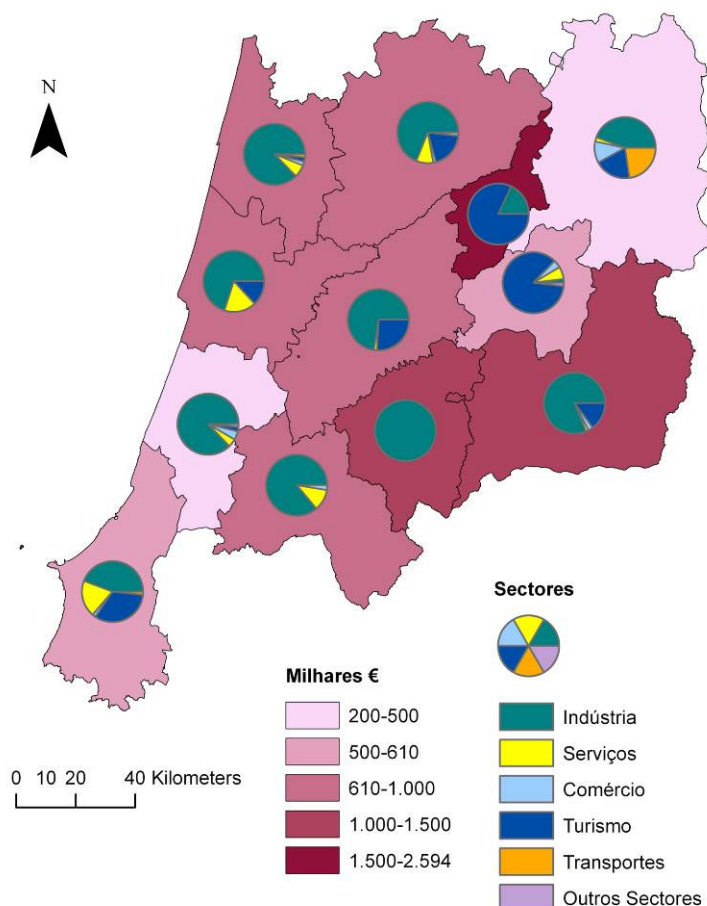 N
Sectores
Milhares €
200-500
500-610
610-1.000
1.000-1.500
1.500-2.594
Indústria
Serviços
Comércio
Turismo
Transportes
Outros Sectores
0 10 20 40 Kilometers